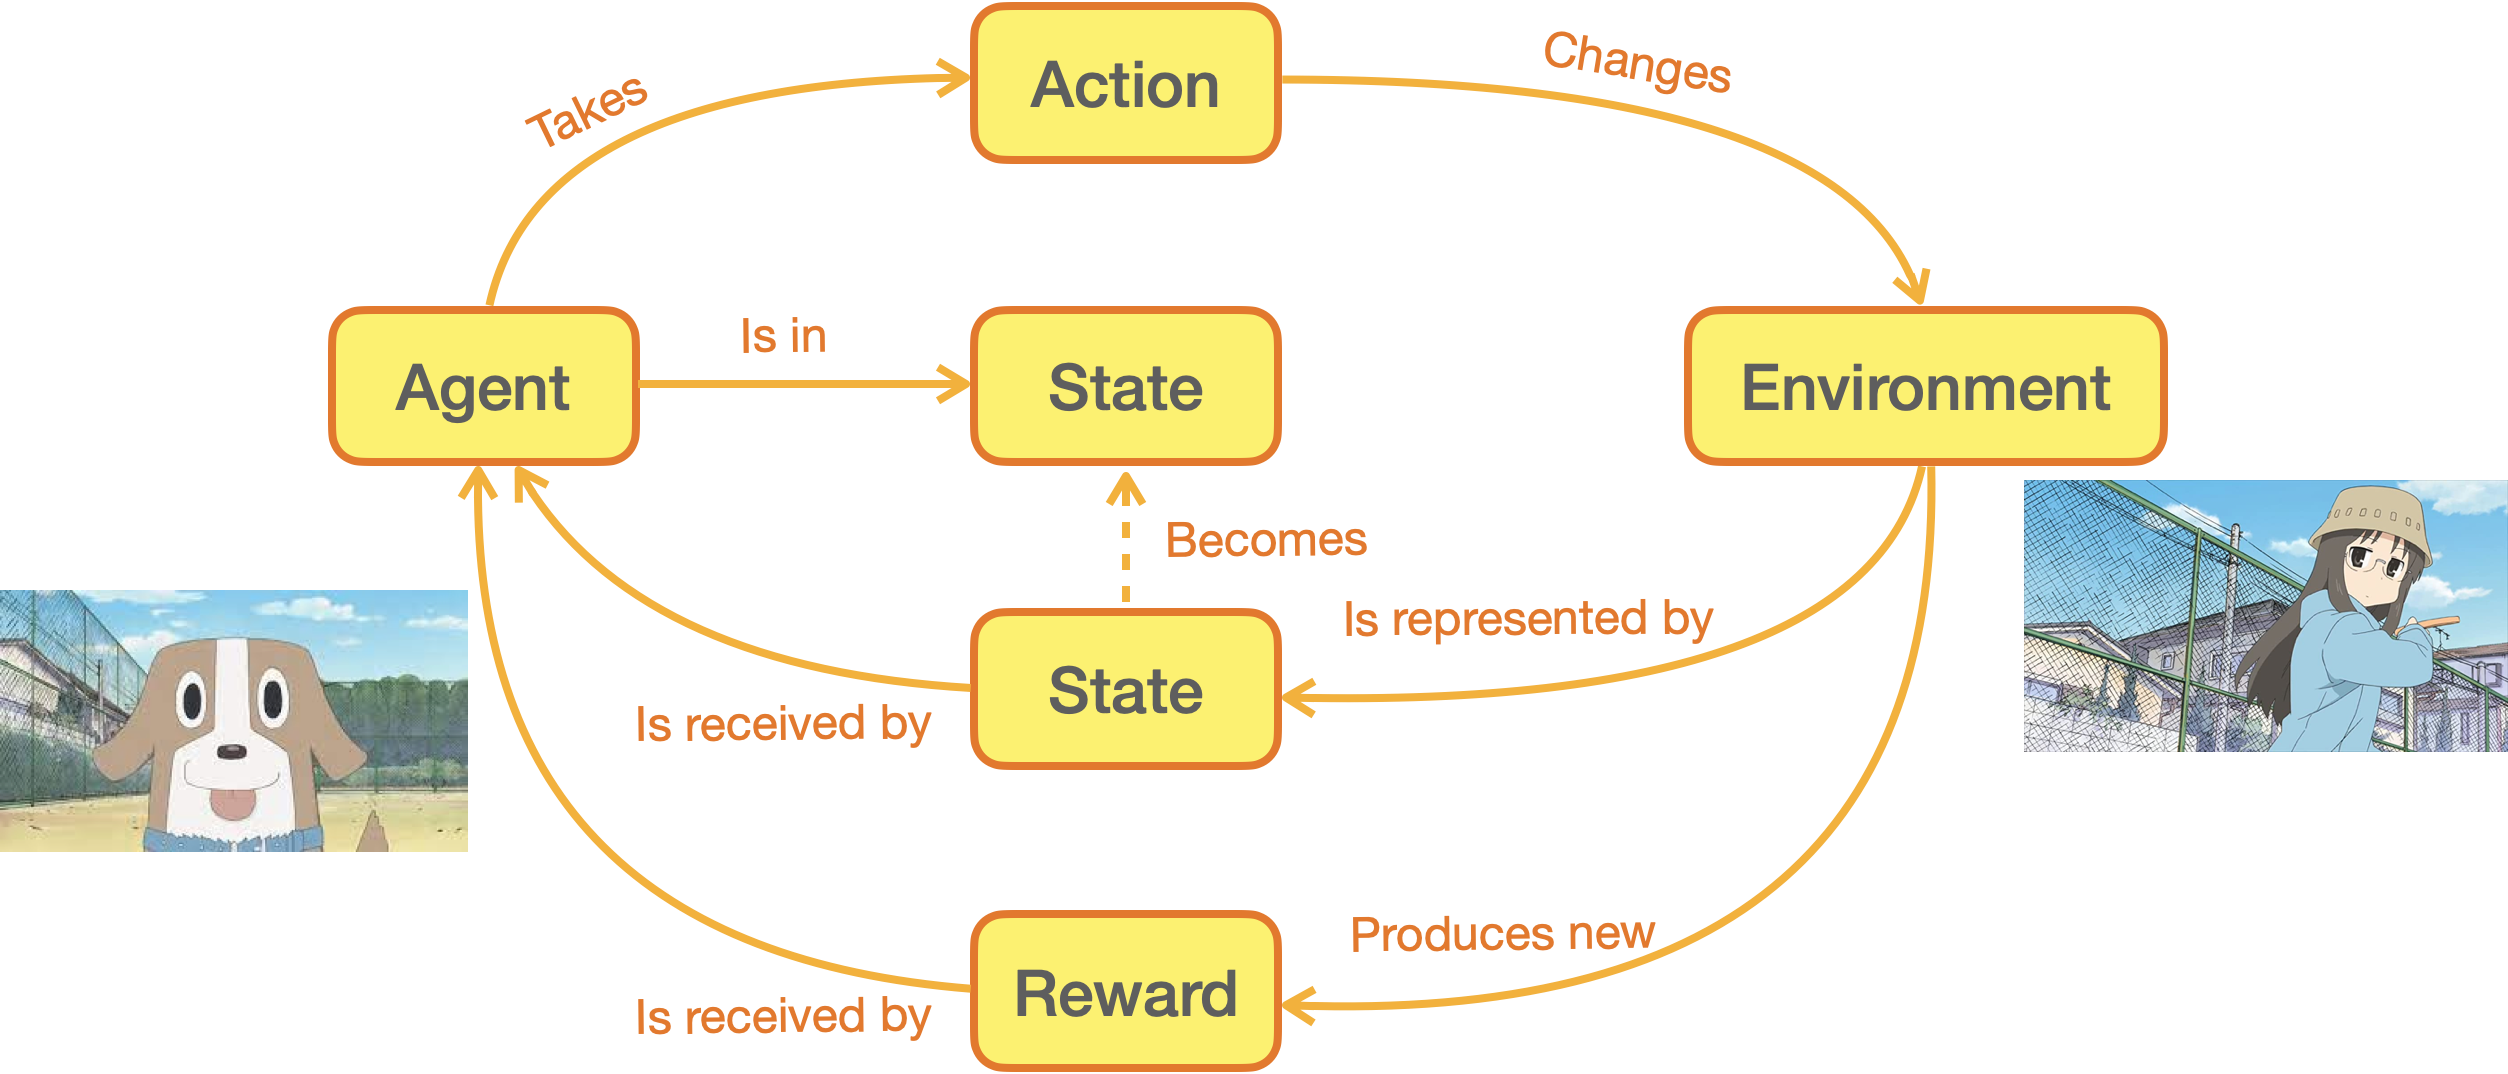 Action
Changes
Takes
Is in
Agent
State
Environment
Becomes
Is represented by
State
Is received by
Produces new
Reward
Is received by